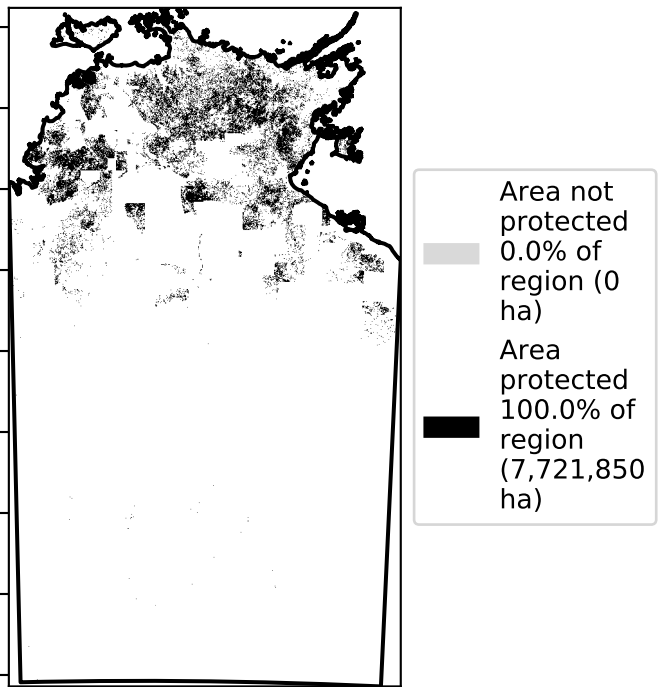 Area not
protected
0.0% of
region (0
ha)
Area
protected
100.0% of
region
(7,721,850
ha)